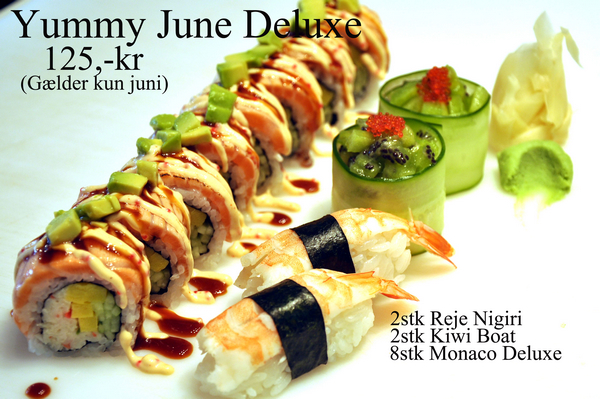 Yummy June Deluxe
125,-kr
(Gælder kun juni)
2stk Reje Nigiri
2stk Kiwi Boat
8stk Monaco Deluxe